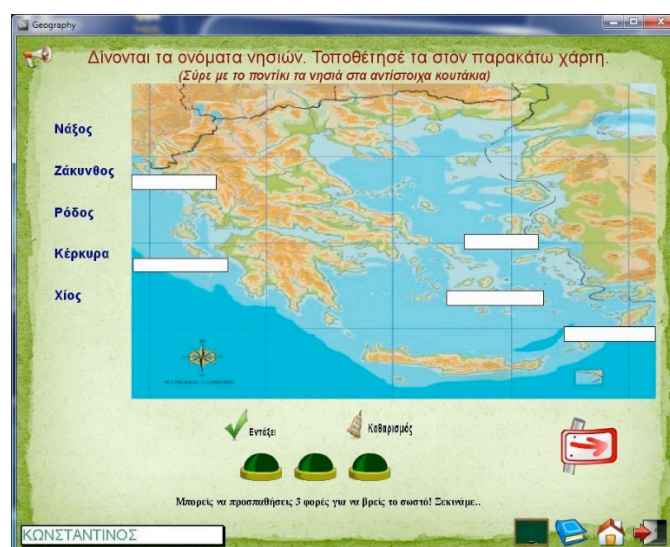 Geography
Δίνονται τα ονόματα νησιών. Τοποθέτησέ τα στον παρακάτω χάρτη.
(Σύρε με το ποντίκι τα νησιά στα αντίστοιχα κουτάκια)
Νάξος
Ζάκυνθος
Ρόδος
Κέρκυρα
Χίος
Εντάξει
Καθαρισμός
Μπορείς να προσπαθήσεις 3 φορές για να βρείς το σωστό! Ξεκινάμε..
ΚΩΝΣΤΑΝΤΙΝΟΣ